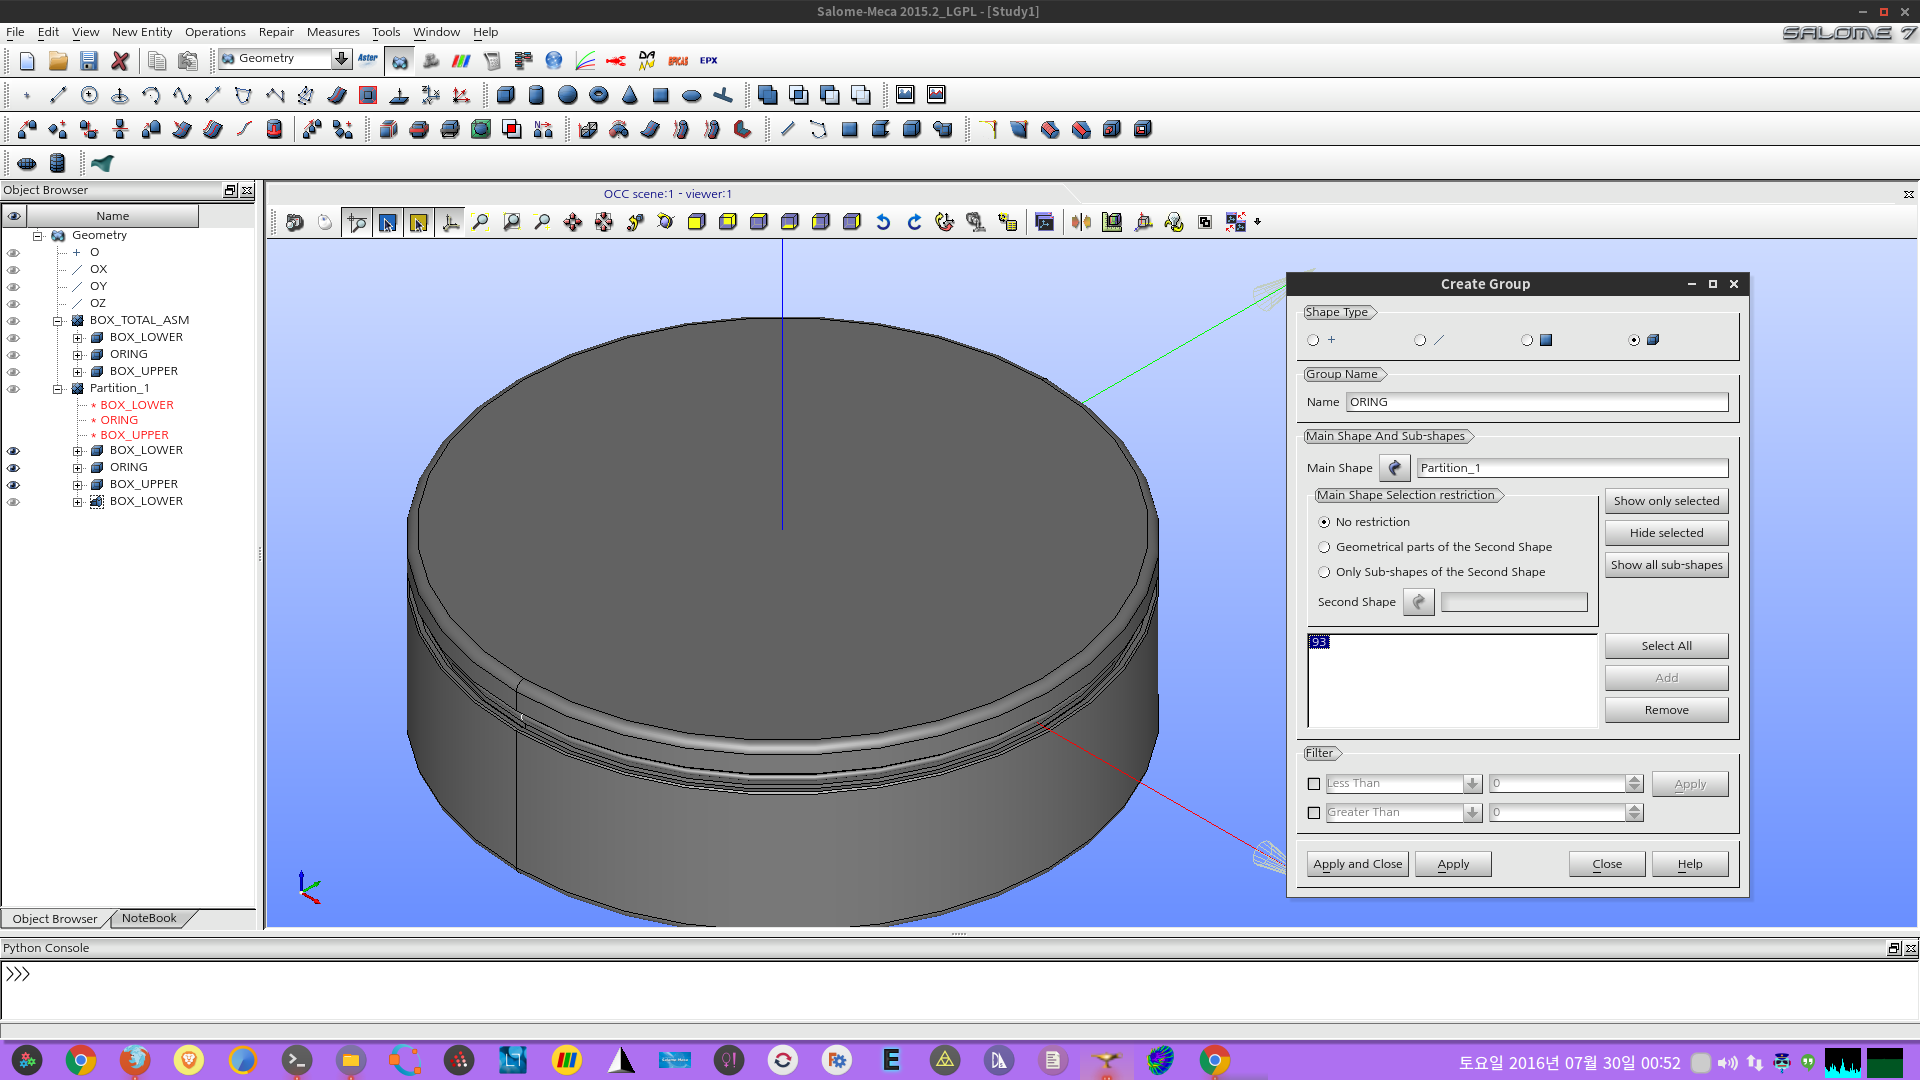 Salome-Meca 2015.2_LGPL - [Study1]
File Edit View New Entity Operations Repair Measures Tools Window Help
SALOME 7
Geometry
Aster
EFICAS
EPX
Object Browser
OCC scene:1 - viewer:1
Name
Geometry
O
OX
OY
OZ
BOX_TOTAL_ASM
BOX_LOWER
ORING
BOX_UPPER
Partition_1
* BOX_LOWER
* ORING
* BOX_UPPER
BOX_LOWER
ORING
BOX_UPPER
BOX_LOWER
Create Group
Shape Type
Group Name
Name ORING
Main Shape And Sub-shapes
Main Shape Partition_1
Main Shape Selection restriction
No restriction
Geometrical parts of the Second Shape
Only Sub-shapes of the Second Shape
Second Shape
Show only selected
Hide selected
Show all sub-shapes
93
Select All
Add
Remove
Filter
Less Than 0 Apply
Greater Than 0
Apply and Close Apply Close Help
Object Browser NoteBook
Python Console
>>>
토요일 2016년 07월 30일 00:52